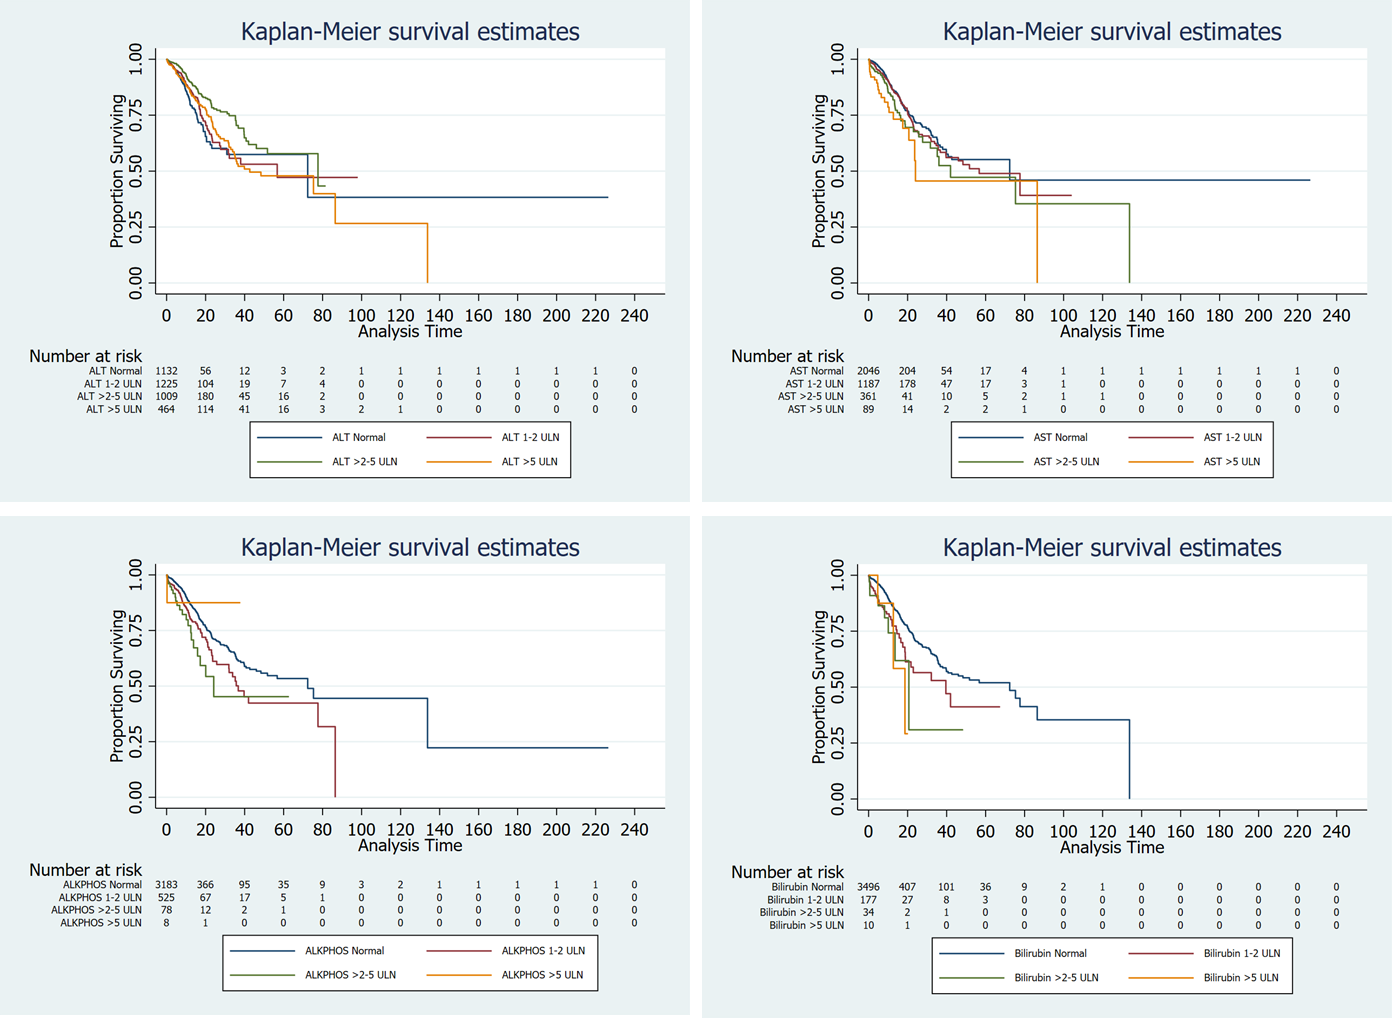 Kaplan-Meier survival estimates
Proportion Surviving
1.00
0.75
0.50
0.25
0.00
0 20 40 60 80 100 120 140 160 180 200 220 240
Analysis Time
Number at risk
ALT Normal 1132 56 12 3 2 1 1 1 1 1 1 1 0
ALT 1-2 ULN 1225 104 19 7 4 0 0 0 0 0 0 0 0
ALT >2-5 ULN 1009 180 45 16 2 0 0 0 0 0 0 0 0
ALT >5 ULN 464 114 41 16 3 2 1 0 0 0 0 0 0
ALT Normal ALT 1-2 ULN
ALT >2-5 ULN ALT >5 ULN
Kaplan-Meier survival estimates
Proportion Surviving
1.00
0.75
0.50
0.25
0.00
0 20 40 60 80 100 120 140 160 180 200 220 240
Analysis Time
Number at risk
AST Normal 2046 204 54 17 4 1 1 1 1 1 1 1 0
AST 1-2 ULN 1187 178 47 17 3 1 0 0 0 0 0 0 0
AST >2-5 ULN 361 41 10 5 2 1 1 0 0 0 0 0 0
AST >5 ULN 89 14 2 2 1 0 0 0 0 0 0 0 0
AST Normal AST 1-2 ULN
AST >2-5 ULN AST >5 ULN
Kaplan-Meier survival estimates
Proportion Surviving
1.00
0.75
0.50
0.25
0.00
0 20 40 60 80 100 120 140 160 180 200 220 240
Analysis Time
Number at risk
ALKPHOS Normal 3183 366 95 35 9 3 2 1 1 1 1 1 0
ALKPHOS 1-2 ULN 525 67 17 5 1 0 0 0 0 0 0 0 0
ALKPHOS >2-5 ULN 78 12 2 1 0 0 0 0 0 0 0 0 0
ALKPHOS >5 ULN 8 1 0 0 0 0 0 0 0 0 0 0 0
ALKPHOS Normal ALKPHOS 1-2 ULN
ALKPHOS >2-5 ULN ALKPHOS >5 ULN
Kaplan-Meier survival estimates
Proportion Surviving
1.00
0.75
0.50
0.25
0.00
0 20 40 60 80 100 120 140 160 180 200 220 240
Analysis Time
Number at risk
Bilirubin Normal 3496 407 101 36 9 2 1 0 0 0 0 0 0
Bilirubin 1-2 ULN 177 27 8 3 0 0 0 0 0 0 0 0 0
Bilirubin >2-5 ULN 34 2 1 0 0 0 0 0 0 0 0 0 0
Bilirubin >5 ULN 10 1 0 0 0 0 0 0 0 0 0 0 0
Bilirubin Normal Bilirubin 1-2 ULN
Bilirubin >2-5 ULN Bilirubin >5 ULN